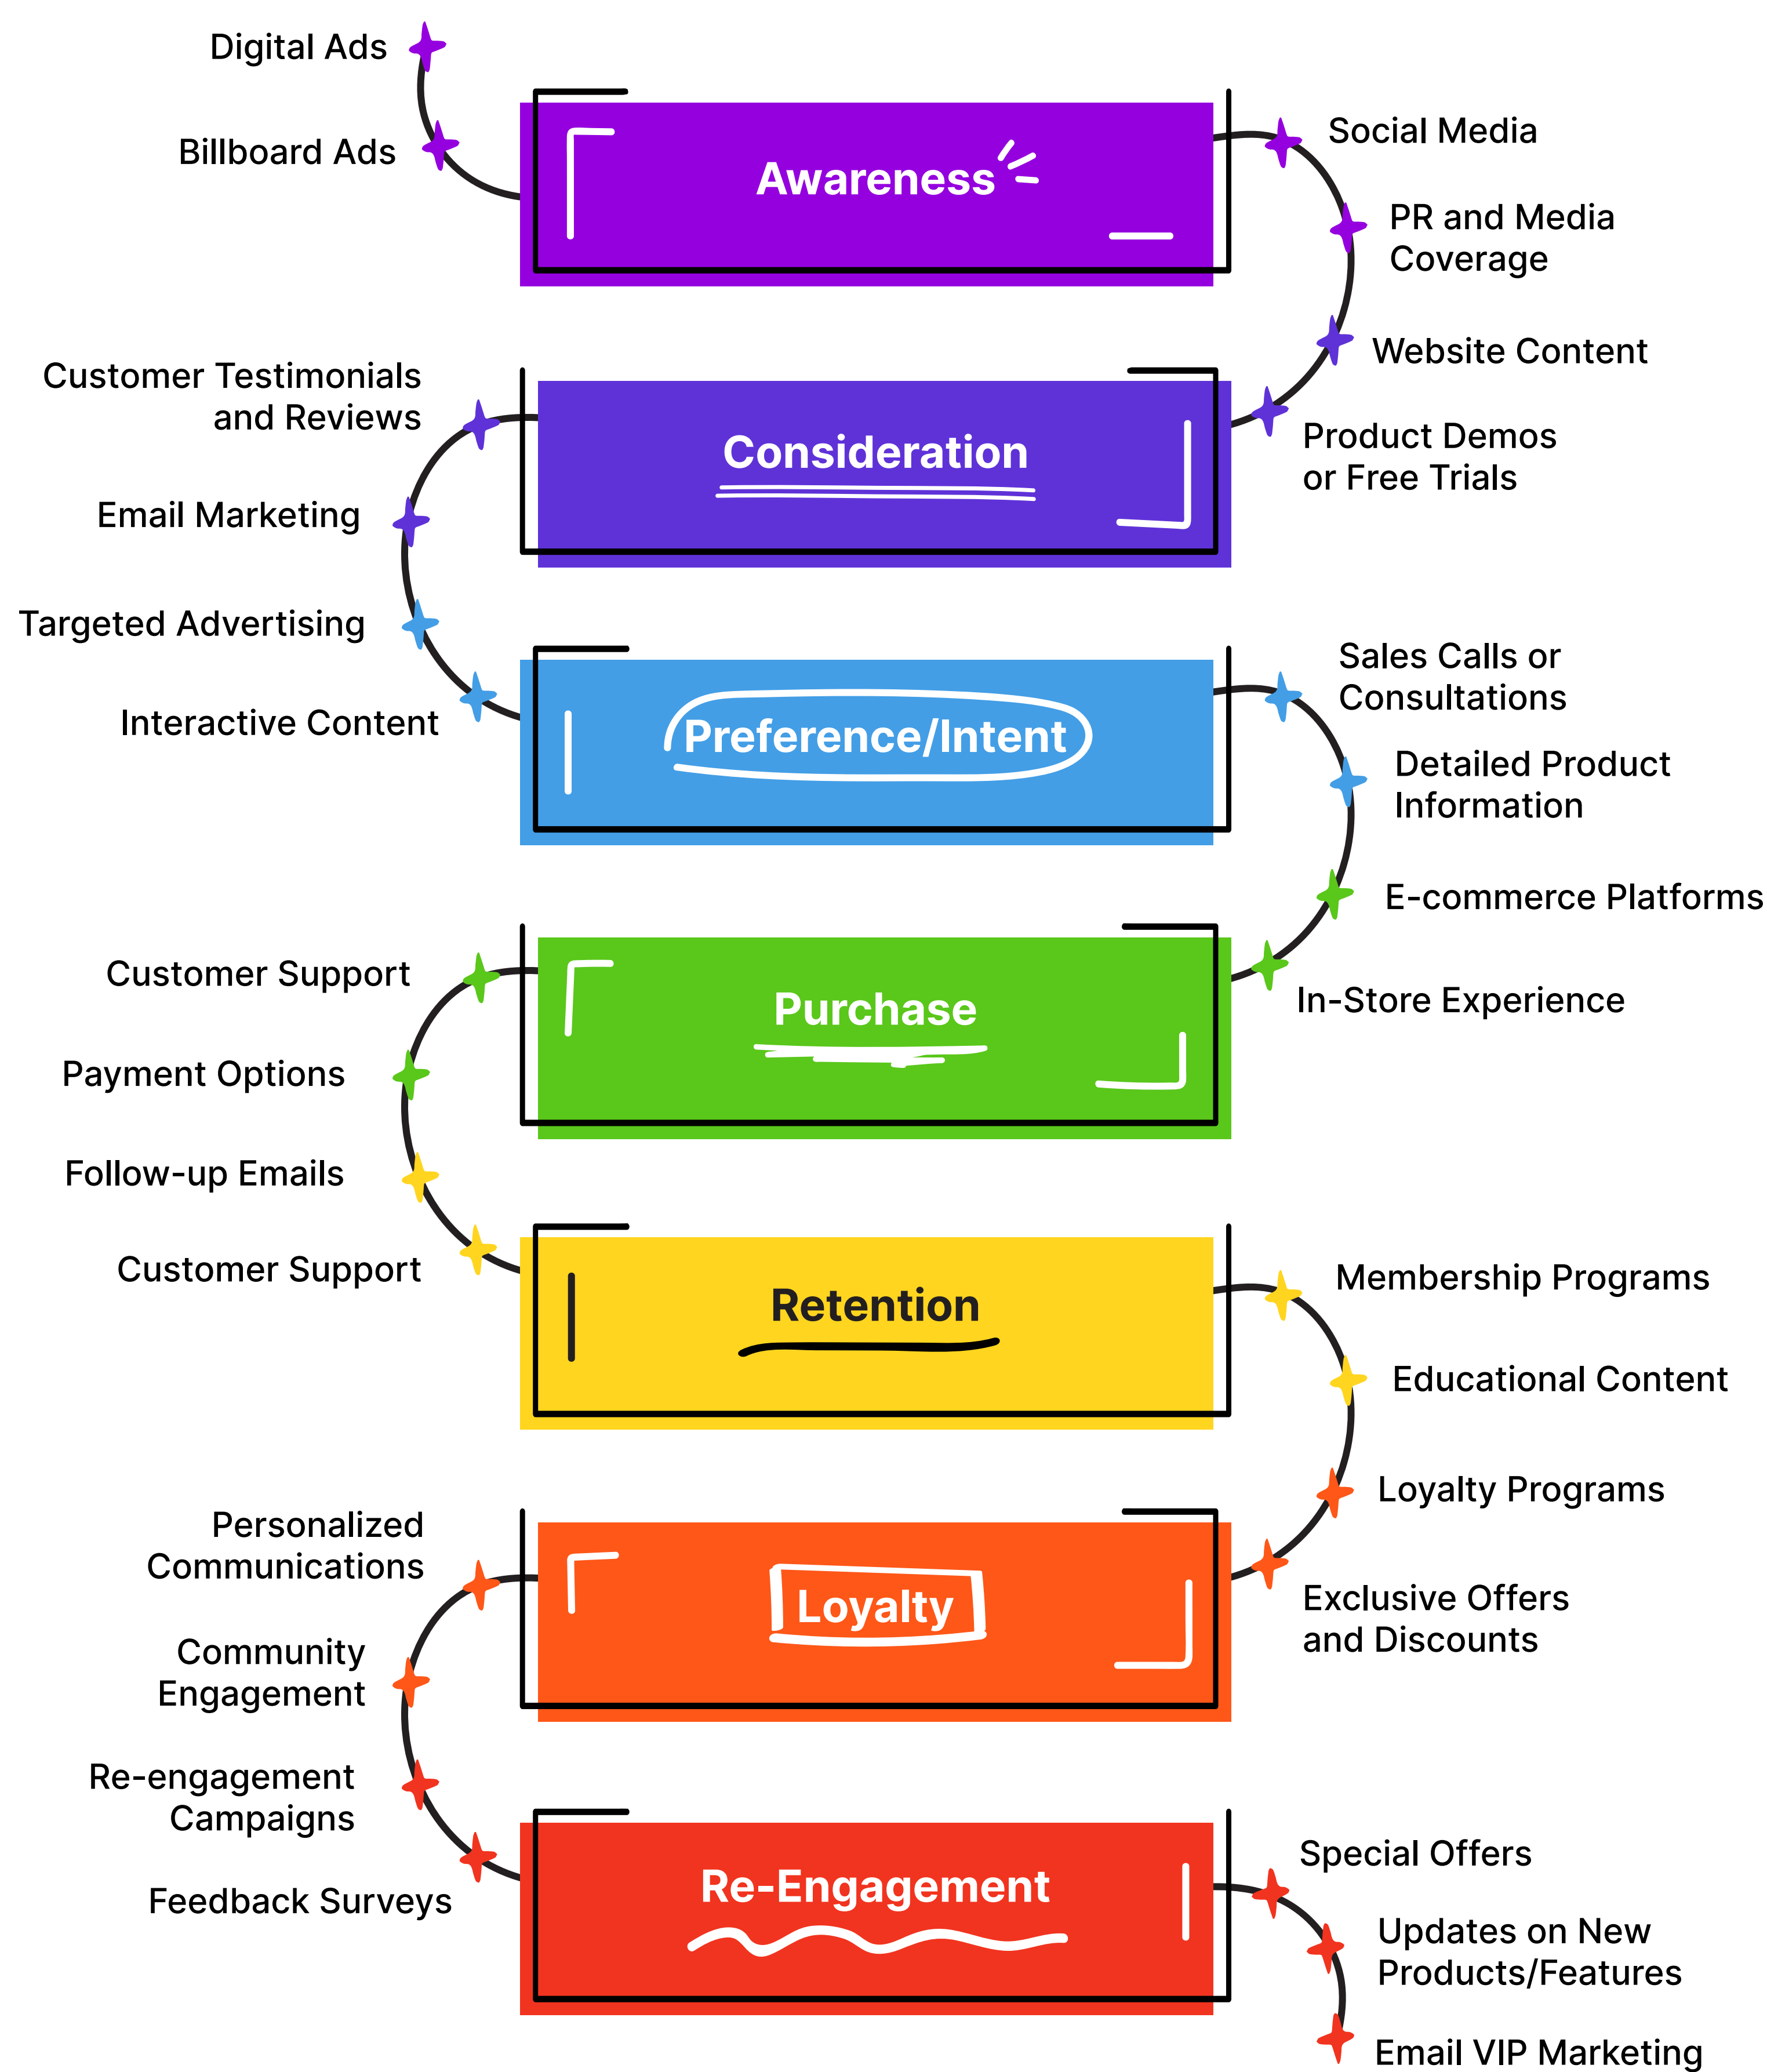 Digital Ads
Billboard Ads
Awareness
Social Media
PR and Media
Coverage
Website Content
Product Demos
or Free Trials
Customer Testimonials
and Reviews
Consideration
Email Marketing
Targeted Advertising
Interactive Content
Preference/Intent
Sales Calls or
Consultations
Detailed Product
Information
E-commerce Platforms
In-Store Experience
Customer Support
Purchase
Payment Options
Follow-up Emails
Customer Support
Retention
Membership Programs
Educational Content
Loyalty Programs
Exclusive Offers
and Discounts
Personalized
Communications
Loyalty
Community
Engagement
Re-engagement
Campaigns
Feedback Surveys
Re-Engagement
Special Offers
Updates on New
Products/Features
Email VIP Marketing